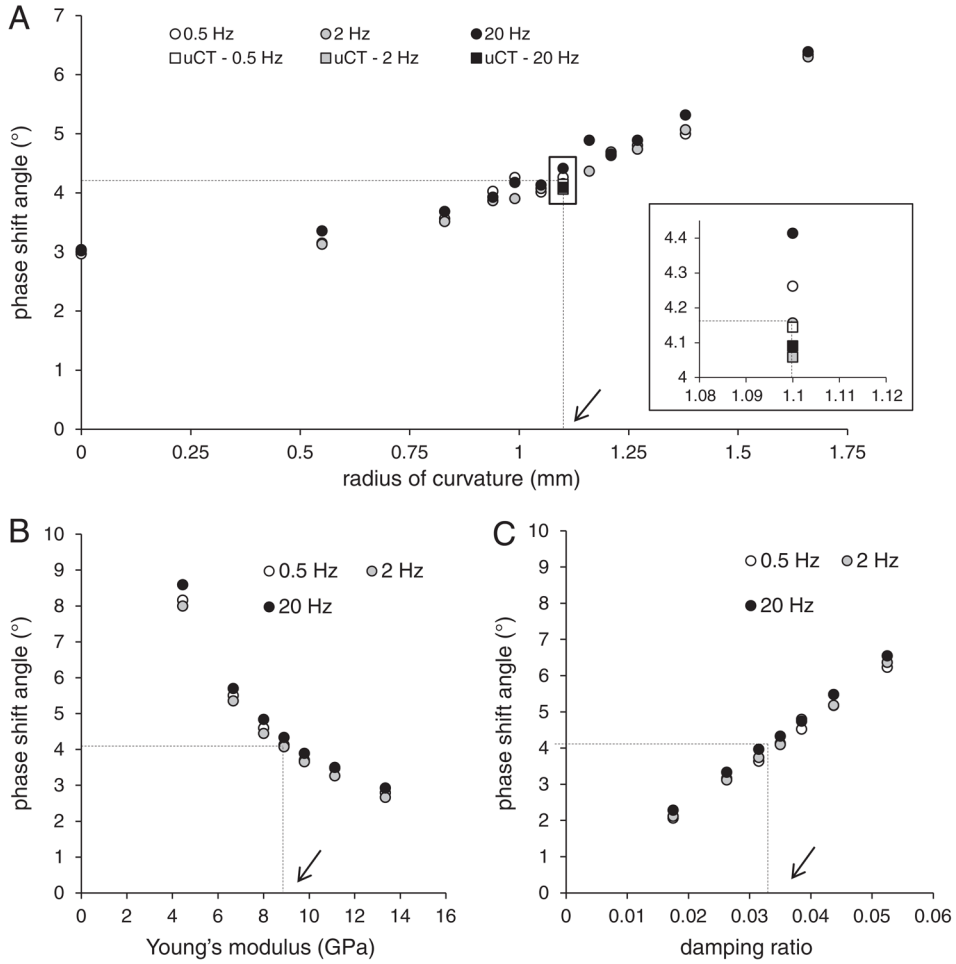 A
0.5 Hz 2 Hz 20 Hz
uCT - 0.5 Hz uCT - 2 Hz uCT - 20 Hz
phase shift angle (°)
7
6
5
4
3
2
1
0
0 0.25 0.5 0.75 1 1.25 1.5 1.75
radius of curvature (mm)
4.4
4.3
4.2
4.1
4
1.08 1.09 1.1 1.11 1.12
B
0.5 Hz 2 Hz
20 Hz
phase shift angle (°)
10
9
8
7
6
5
4
3
2
1
0
0 2 4 6 8 10 12 14 16
Young's modulus (GPa)
C
0.5 Hz 2 Hz
20 Hz
phase shift angle (°)
10
9
8
7
6
5
4
3
2
1
0
0 0.01 0.02 0.03 0.04 0.05 0.06
damping ratio